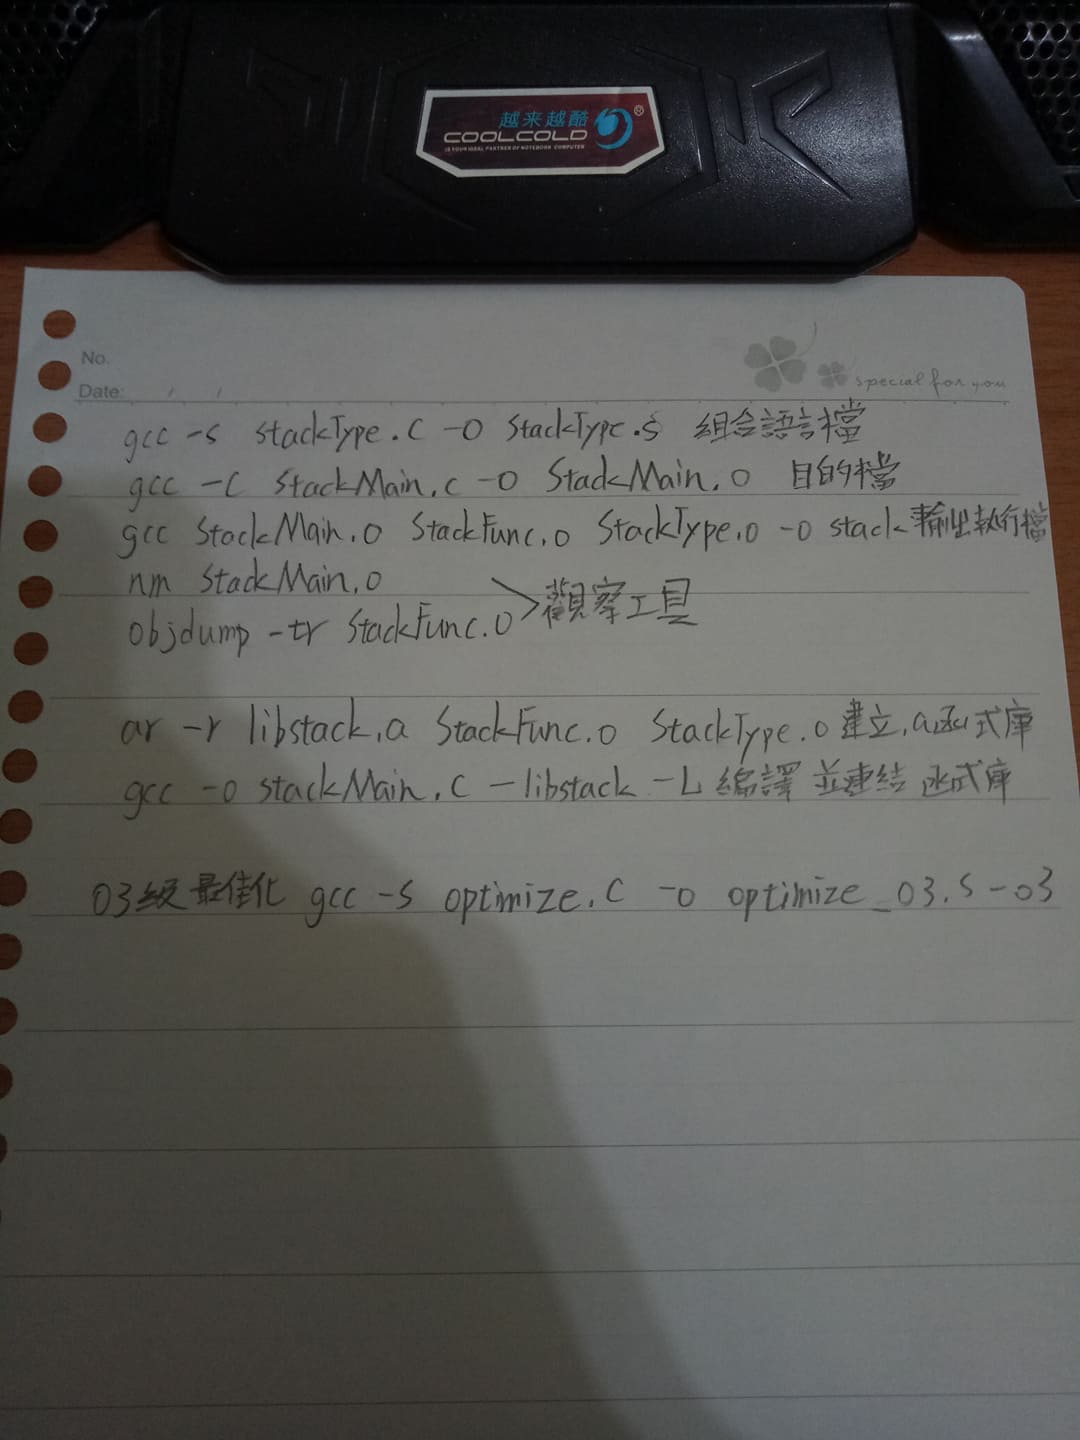 越来越酷
COOLCOLD
IS YOUR IDEAL PARTNER OF NOTEBOOK COMPUTER
No.
Date: / /
special for you
gcc -S stackType.c -o StackType.s 組合語言檔
gcc -c StackMain.c -o StackMain.o 目的檔
gcc StackMain.o StackFunc.o StackType.o -o stack 輸出執行檔
nm StackMain.o
objdump -tr StackFunc.o > 觀察工具
ar -r libstack.a StackFunc.o StackType.o 建立.a函式庫
gcc -o stackMain.c -libstack -L 編譯並連結函式庫
O3級最佳化 gcc -S optimize.c -o optimize_O3.s -O3